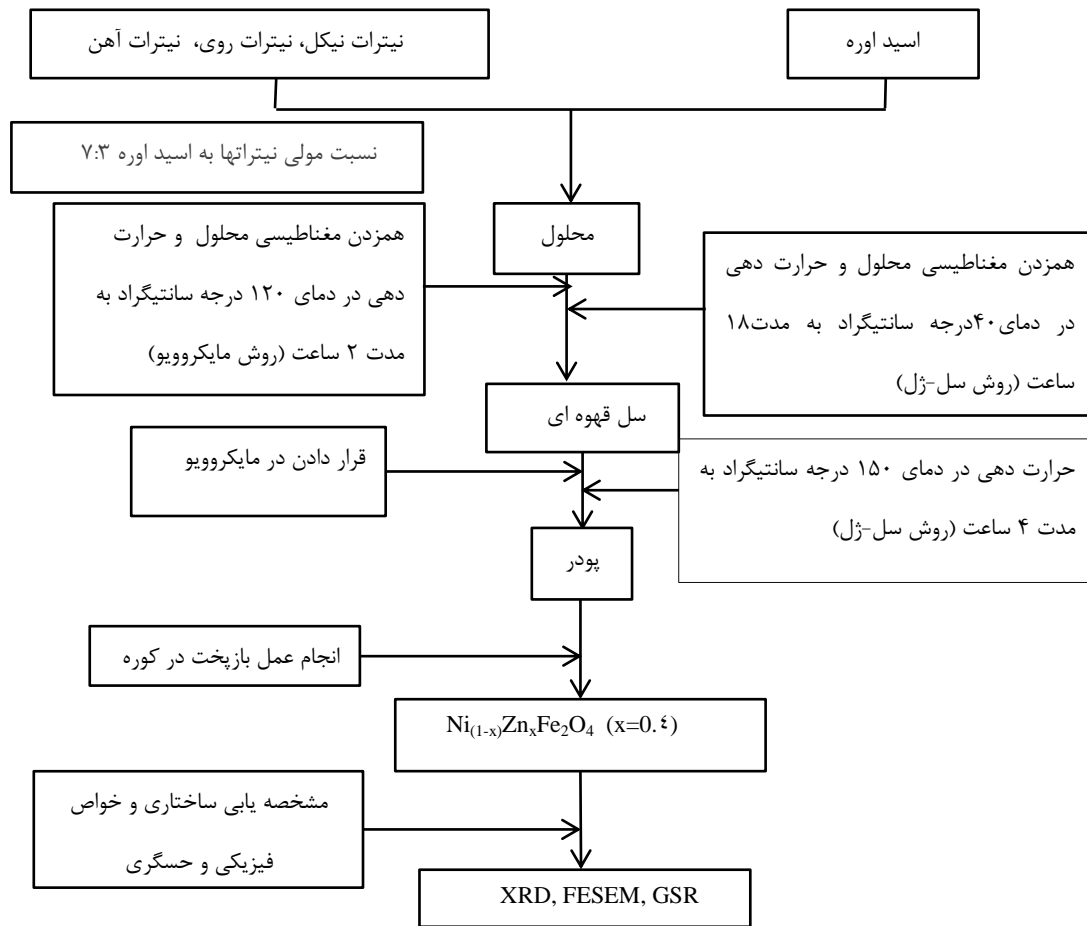 نیترات نیکل، نیترات روی، نیترات آهن
اسید اوره
نسبت مولی نیتراتها به اسید اوره ۷:۳
محلول
همزدن مغناطیسی محلول و حرارت
دهی در دمای ۱۲۰ درجه سانتیگراد به
مدت ۲ ساعت (روش مایکروویو)
همزدن مغناطیسی محلول و حرارت دهی
در دمای۴۰درجه سانتیگراد به مدت۱۸
ساعت (روش سل-ژل)
سل قهوه ای
قرار دادن در مایکروویو
حرارت دهی در دمای ۱۵۰ درجه سانتیگراد به
مدت ۴ ساعت (روش سل-ژل)
پودر
انجام عمل بازپخت در کوره
Ni(1-x)ZnxFe2O4 (x=0.٤)
مشخصه یابی ساختاری و خواص
فیزیکی و حسگری
XRD, FESEM, GSR